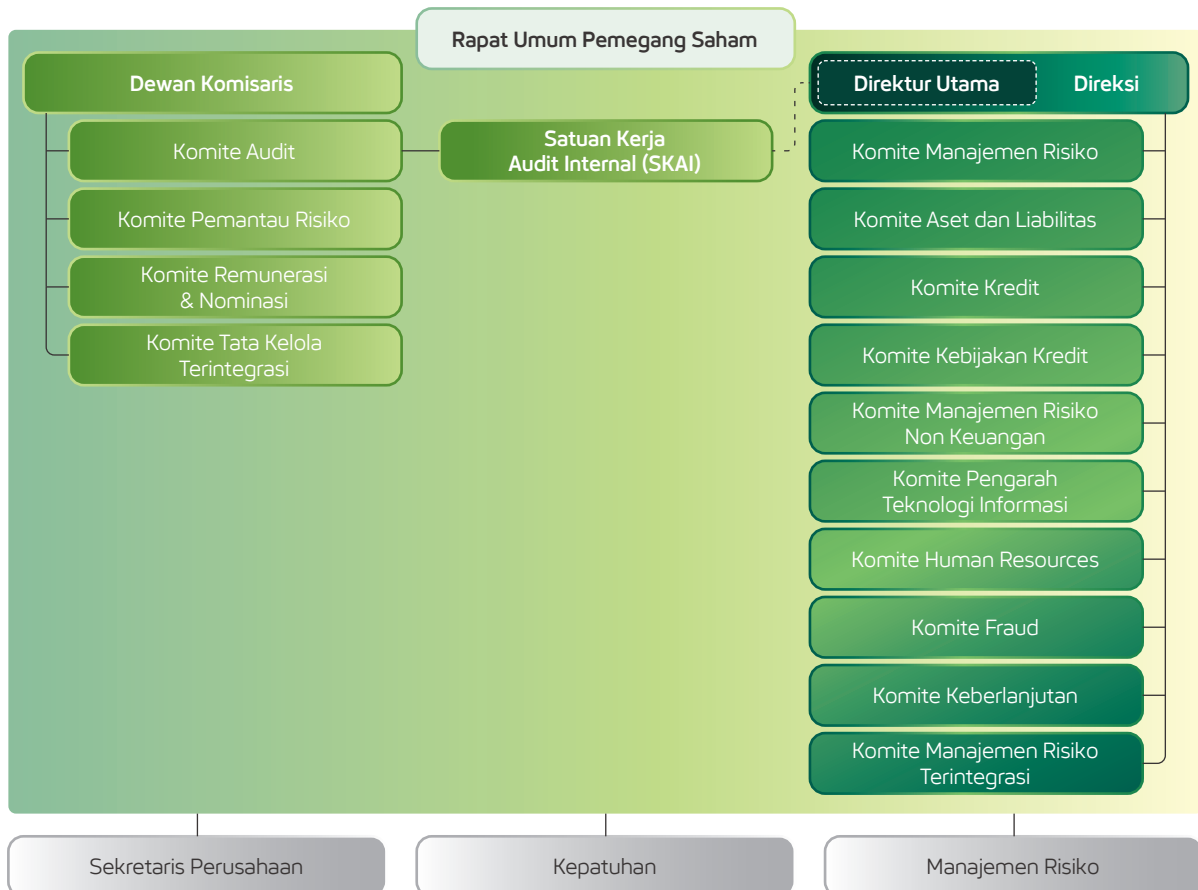 Rapat Umum Pemegang Saham
Dewan Komisaris
Komite Audit
Komite Pemantau Risiko
Komite Remunerasi
& Nominasi
Komite Tata Kelola
Terintegrasi
Satuan Kerja
Audit Internal (SKAI)
Direktur Utama Direksi
Komite Manajemen Risiko
Komite Aset dan Liabilitas
Komite Kredit
Komite Kebijakan Kredit
Komite Manajemen Risiko
Non Keuangan
Komite Pengarah
Teknologi Informasi
Komite Human Resources
Komite Fraud
Komite Keberlanjutan
Komite Manajemen Risiko
Terintegrasi
Sekretaris Perusahaan
Kepatuhan
Manajemen Risiko